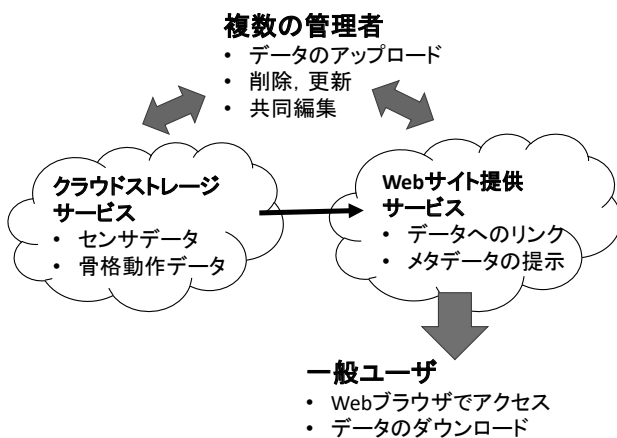 複数の管理者
• データのアップロード
• 削除，更新
• 共同編集
クラウドストレージ
サービス
• センサデータ
• 骨格動作データ
Webサイト提供
サービス
• データへのリンク
• メタデータの提示
一般ユーザ
• Webブラウザでアクセス
• データのダウンロード